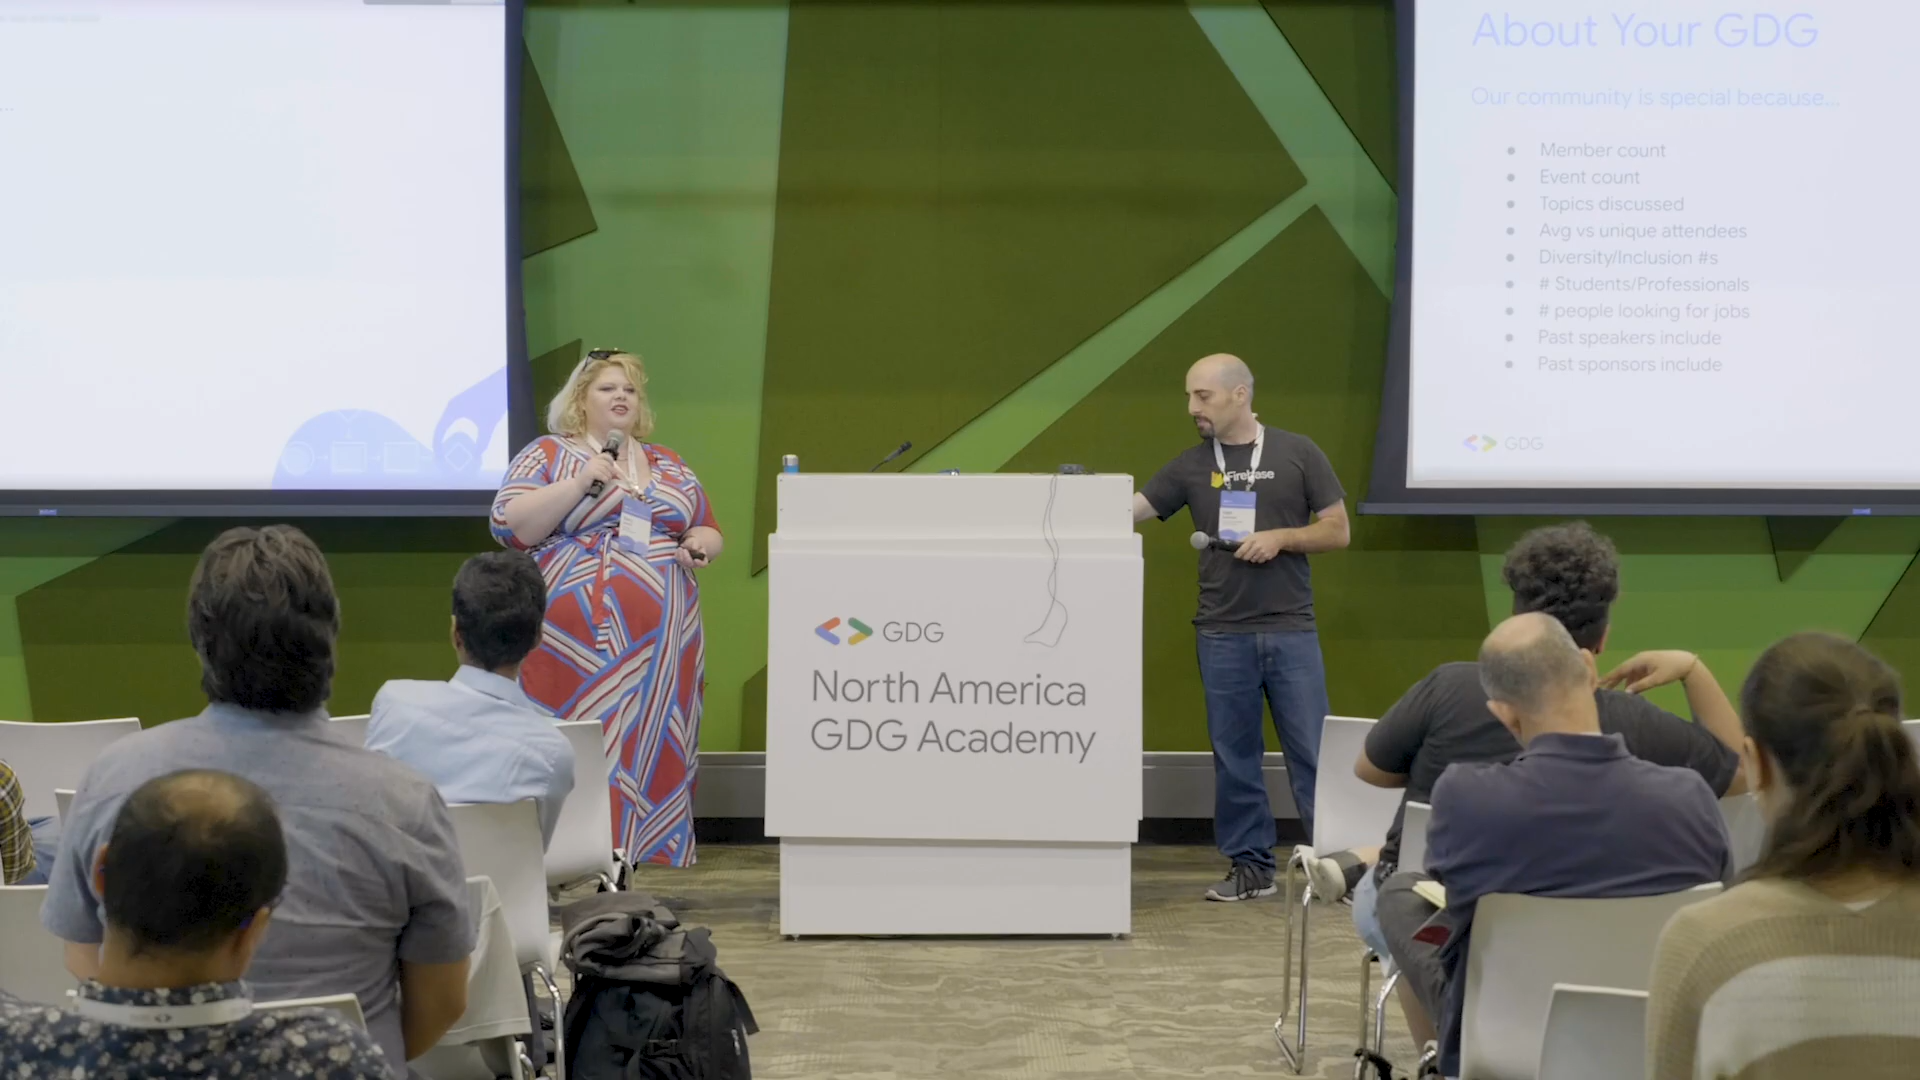 About Your GDG
Our community is special because...
● Member count
● Event count
● Topics discussed
● Avg vs unique attendees
● Diversity/Inclusion #s
● # Students/Professionals
● # people looking for jobs
● Past speakers include
● Past sponsors include
GDG
Firebase
GDG
North America
GDG Academy